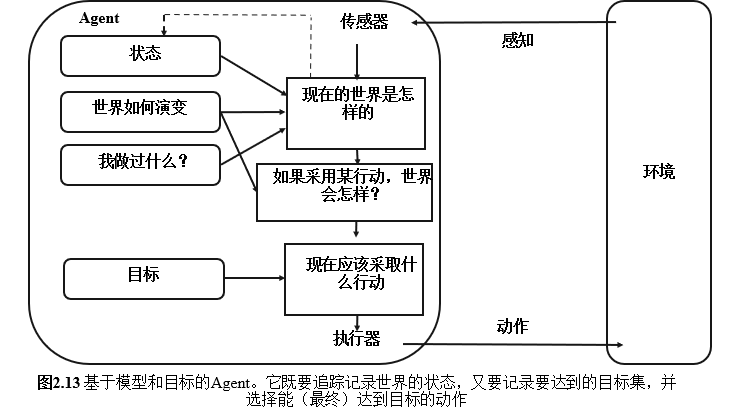 Agent
传感器
感知
状态
世界如何演变
现在的世界是怎
样的
我做过什么？
如果采用某行动，世界
会怎样？
环境
目标
现在应该采取什
么行动
执行器
动作
图2.13 基于模型和目标的Agent。它既要追踪记录世界的状态，又要记录要达到的目标集，并
选择能（最终）达到目标的动作